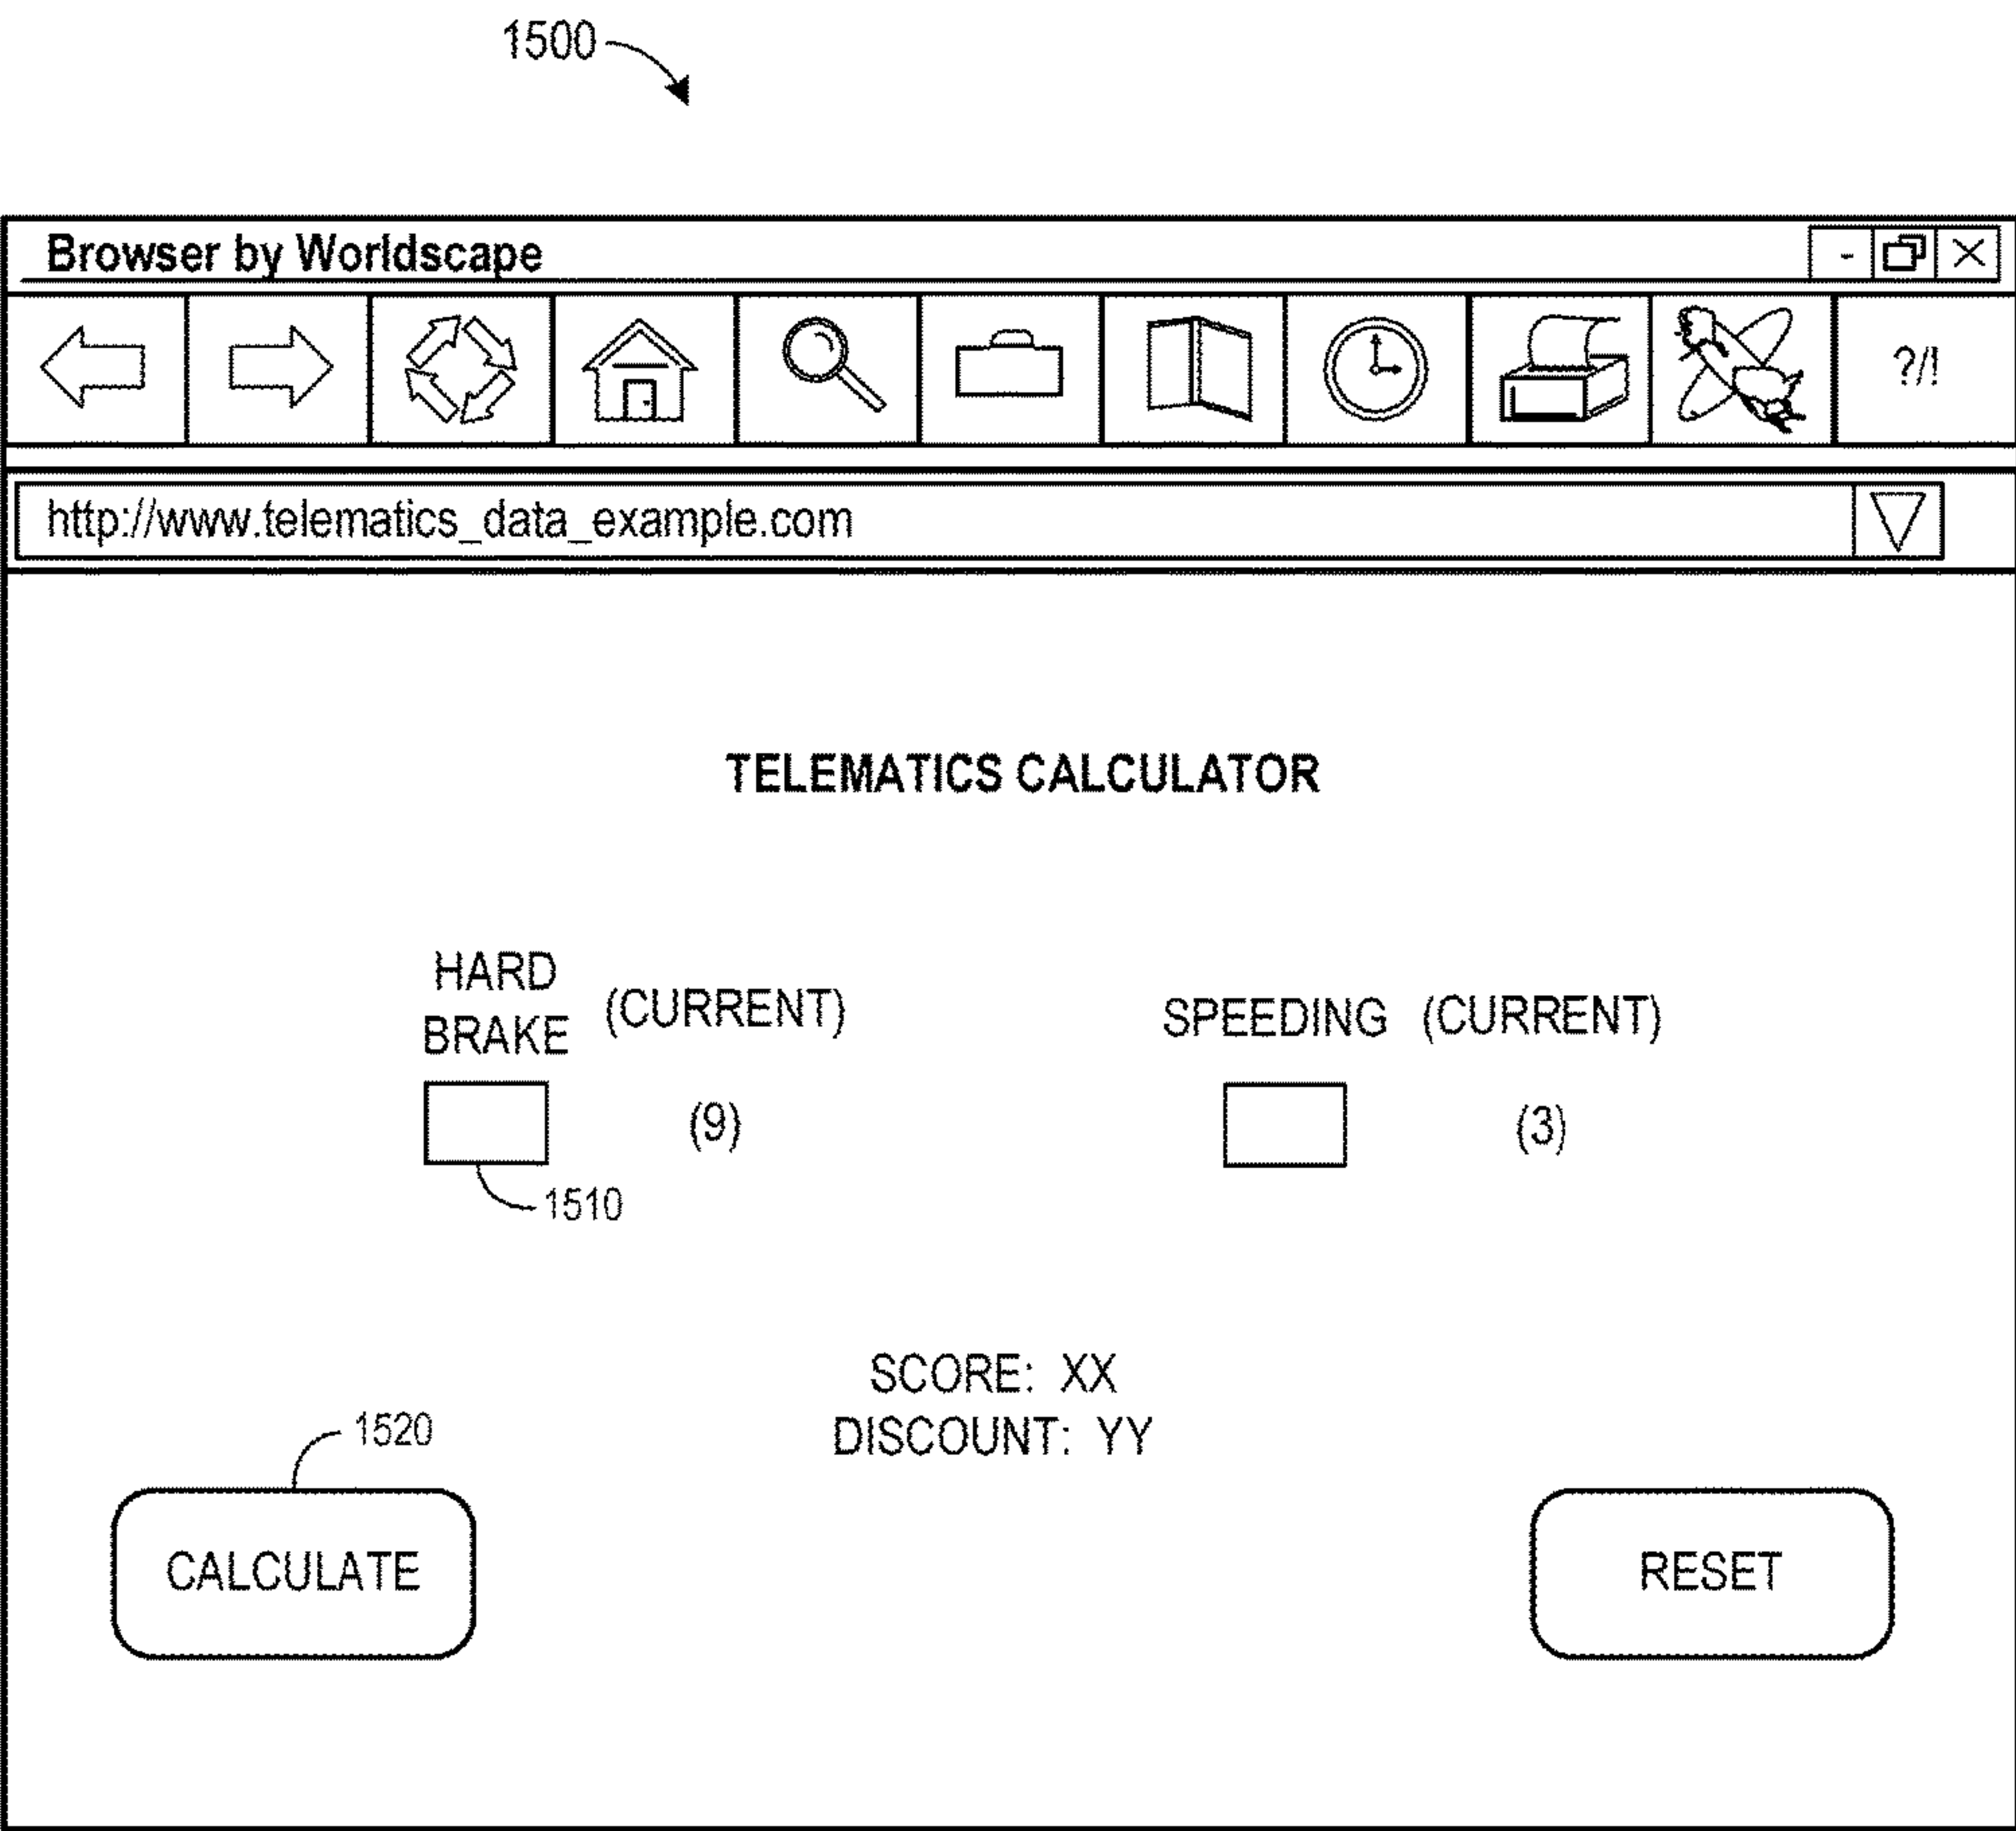 1500
Browser by Worldscape
?/!
http://www.telematics_data_example.com
TELEMATICS CALCULATOR
HARD
BRAKE (CURRENT)
SPEEDING (CURRENT)
(9)
(3)
1510
SCORE: XX
DISCOUNT: YY
1520
CALCULATE
RESET